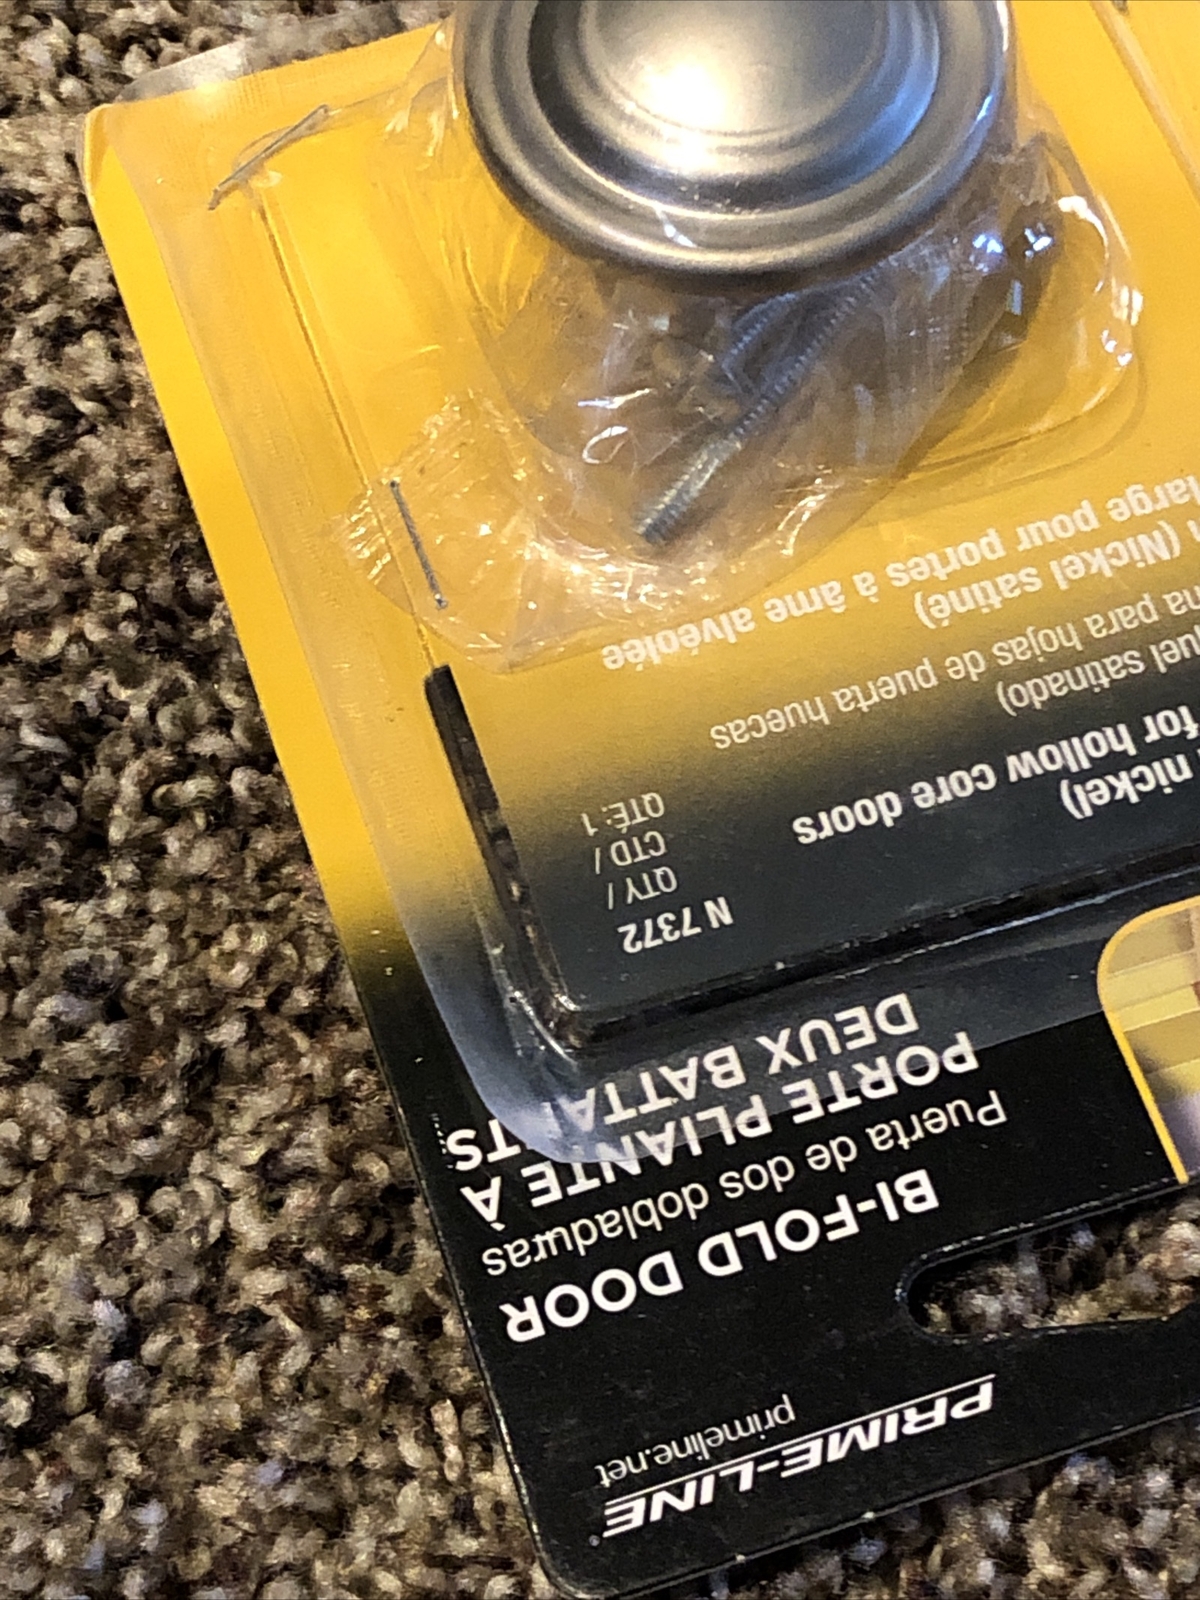 PRIME-LINE®
primeline.net
BI-FOLD DOOR
Puerta de dos dobladuras
PORTE PLIANTE À
DEUX BATTANTS
N 7372
QTY /
CTD /
QTÉ: 1
nickel)
for hollow core doors
satinado)
para hojas de puerta huecas
(Nickel satiné)
large pour portes à âme alvéolée